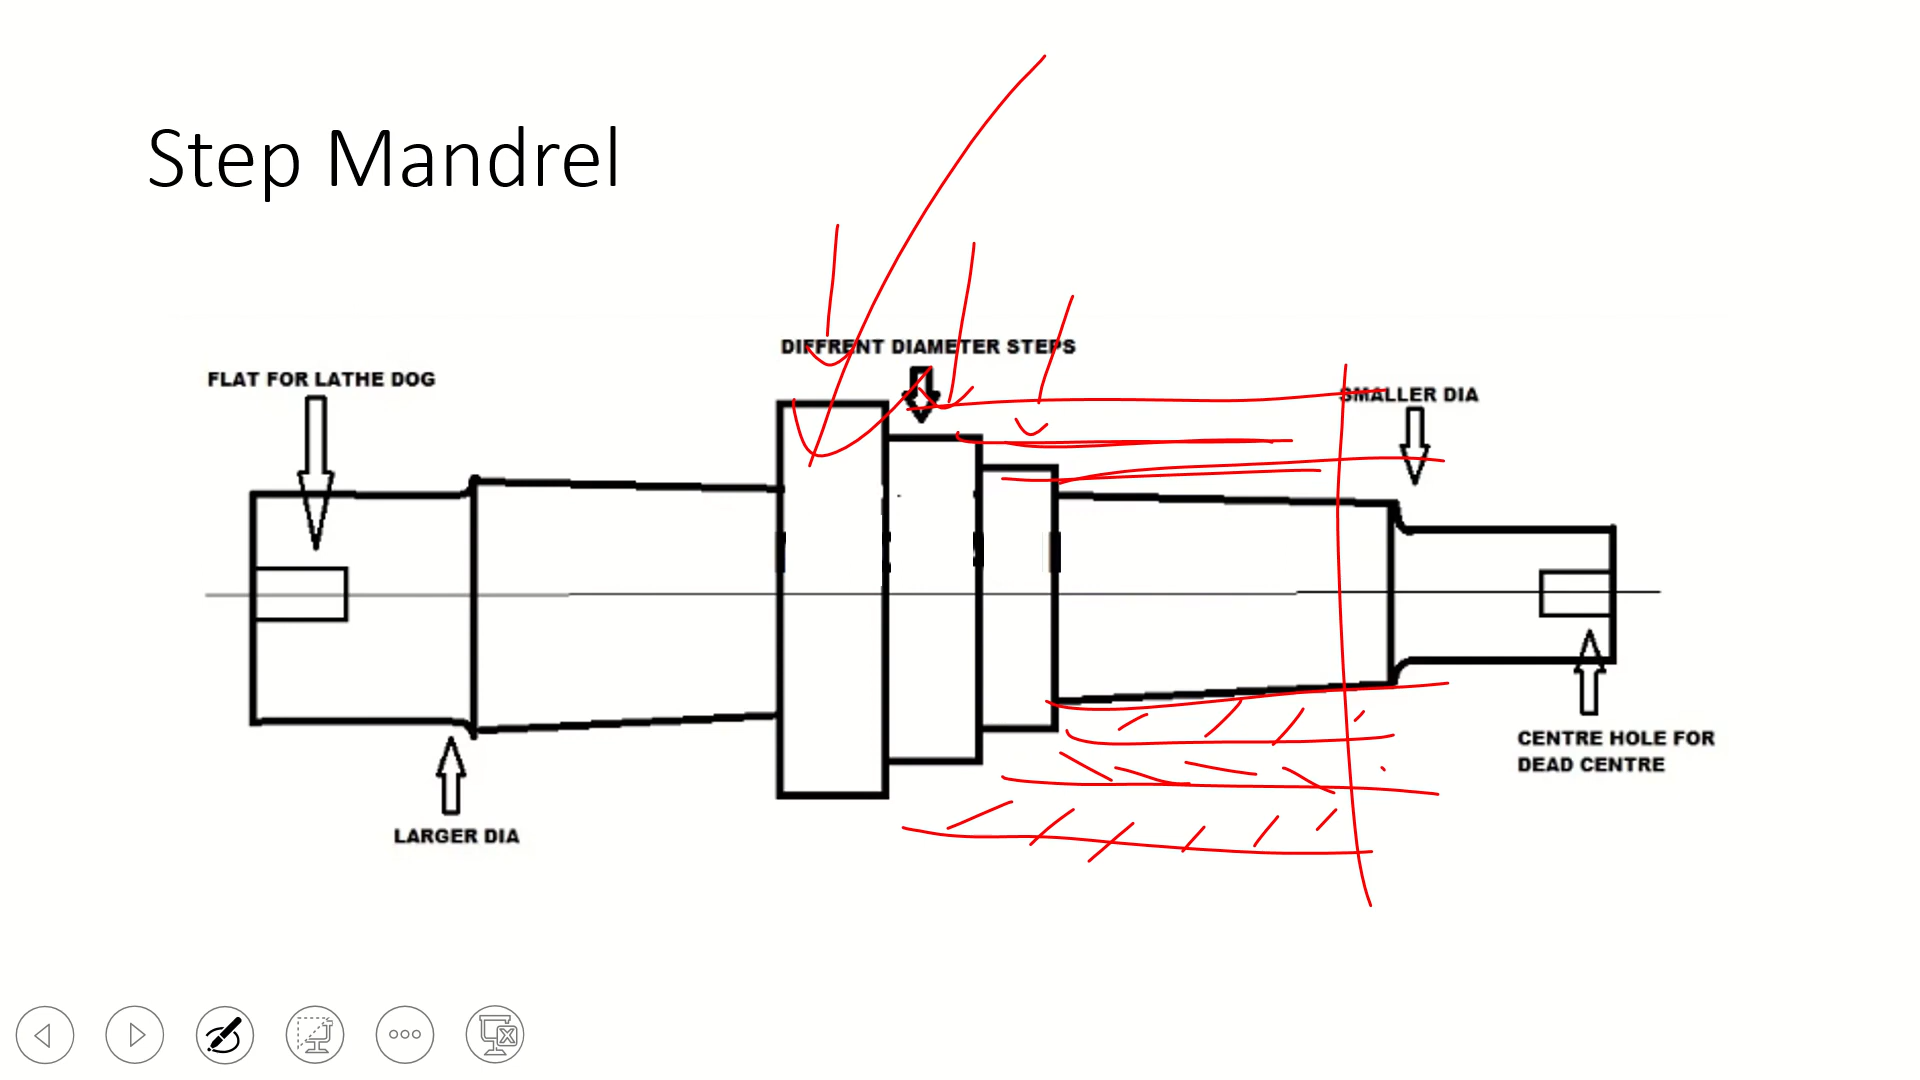 Step Mandrel
DIFFRENT DIAMETER STEPS
FLAT FOR LATHE DOG
SMALLER DIA
CENTRE HOLE FOR
DEAD CENTRE
LARGER DIA